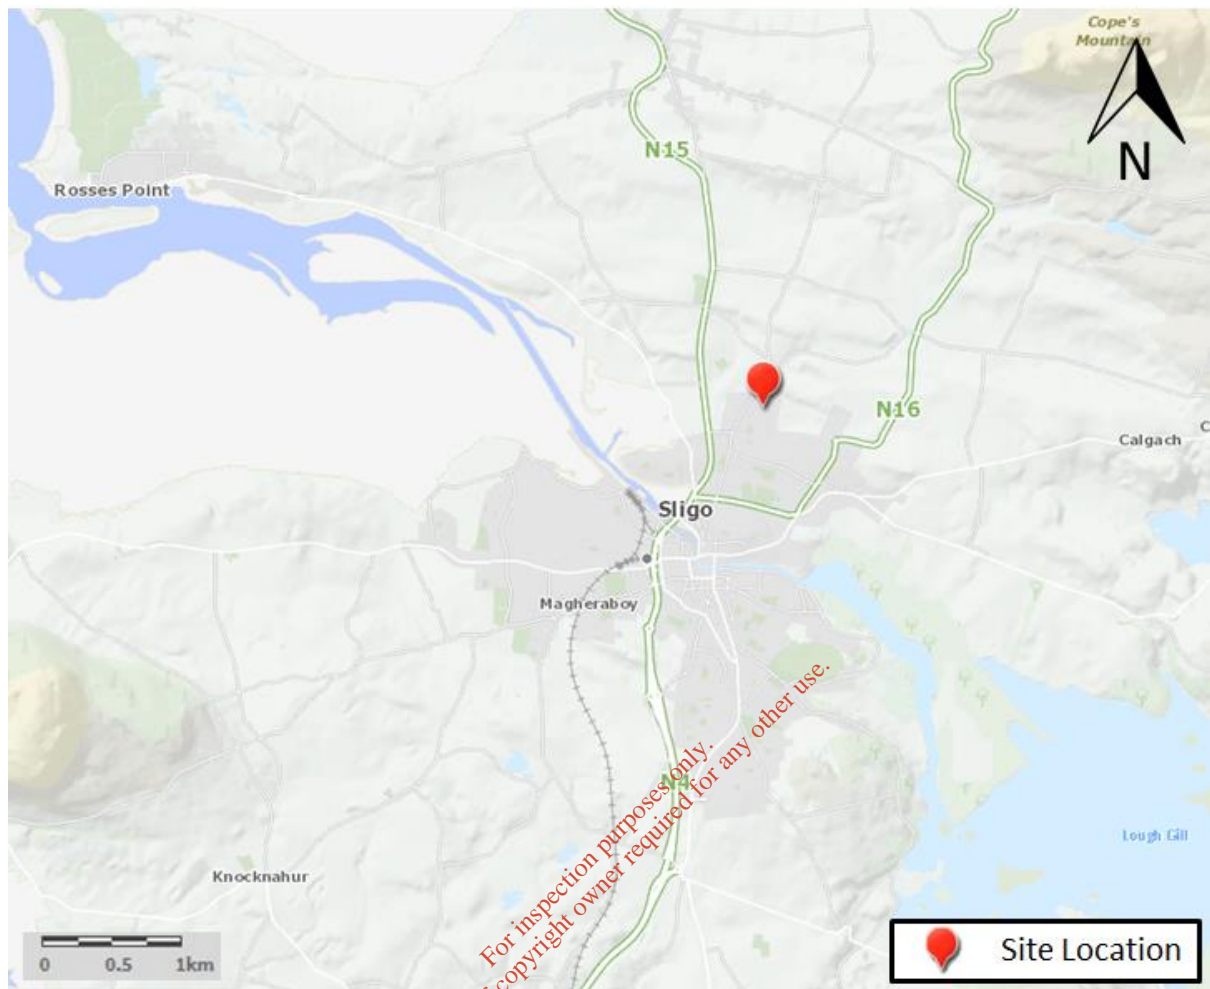 Cope's
Mountain
N
N15
Rosses Point
N16
Calgach
C
Sligo
Magheraboy
N4
For inspection purposes only.
copyright owner required for any other use.
Lough Gill
Knocknahur
0 0.5 1km
Site Location